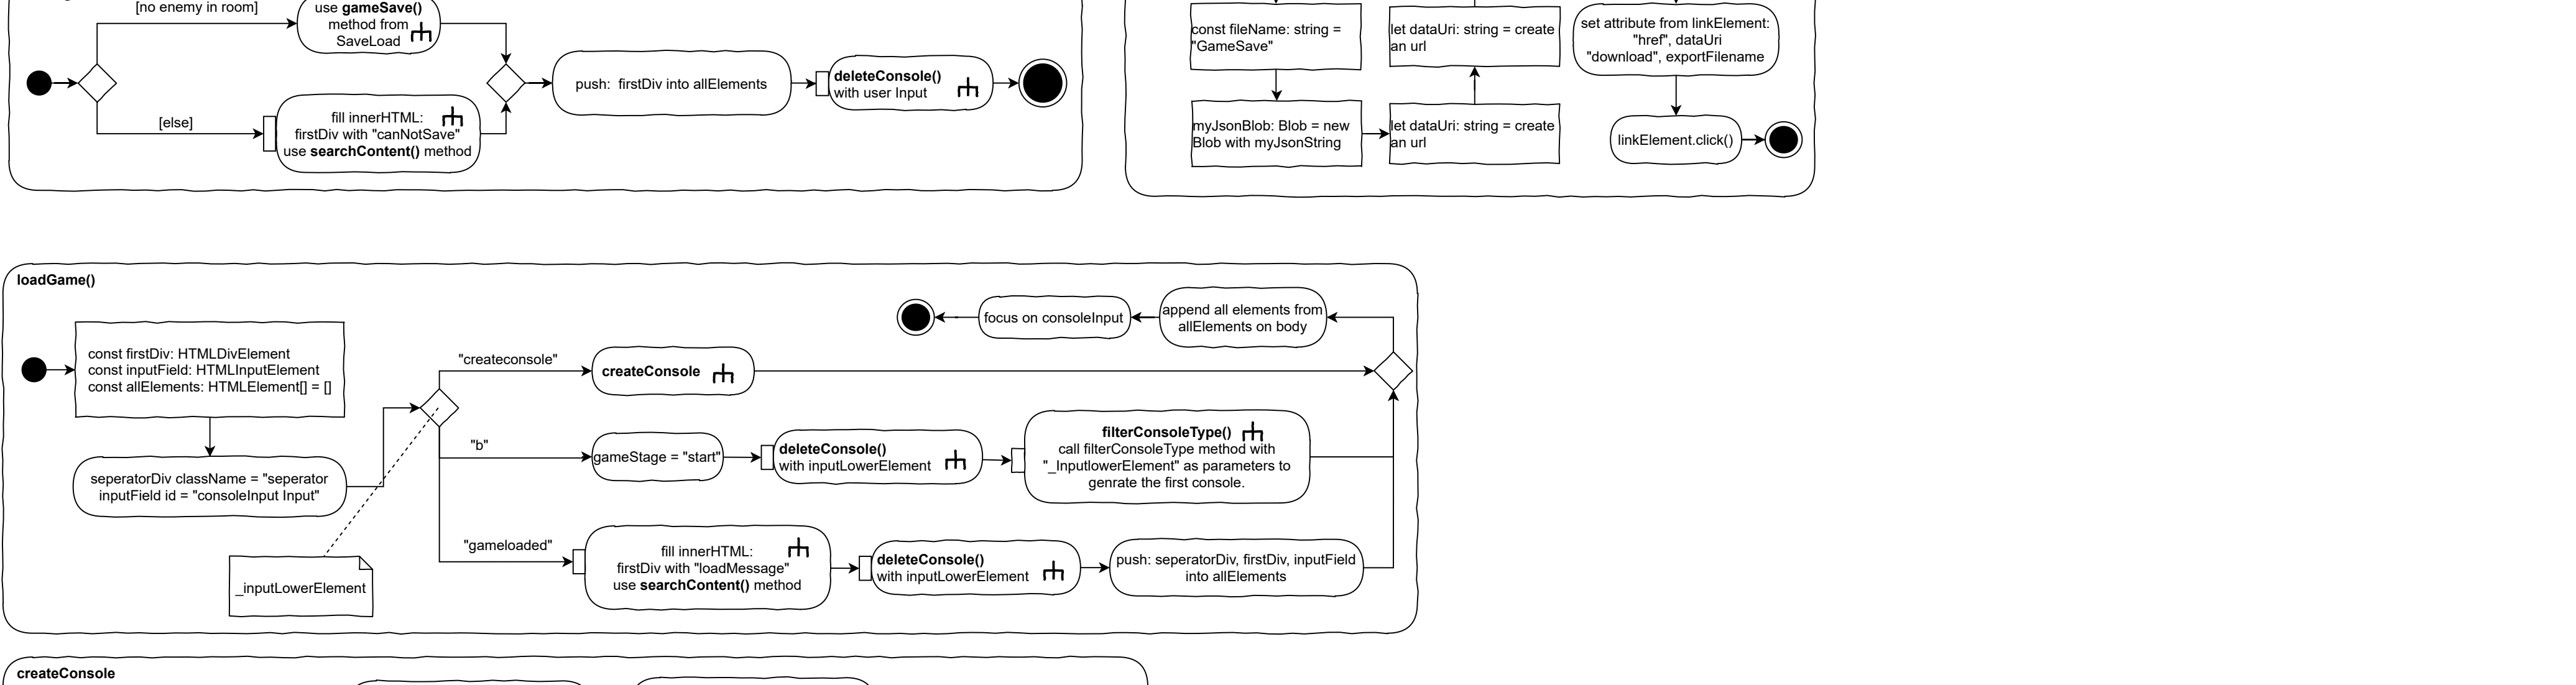 [no enemy in room]
use gameSave()
method from
SaveLoad
[else]
fill innerHTML:
firstDiv with "canNotSave"
use searchContent() method
push: firstDiv into allElements
deleteConsole()
with user Input
const fileName: string =
"GameSave"
myJsonBlob: Blob = new
Blob with myJsonString
let dataUri: string = create
an url
let dataUri: string = create
an url
set attribute from linkElement:
"href", dataUri
"download", exportFilename
linkElement.click()
loadGame()
const firstDiv: HTMLDivElement
const inputField: HTMLInputElement
const allElements: HTMLElement[] = []
seperatorDiv className = "seperator
inputField id = "consoleInput Input"
_inputLowerElement
"createconsole"
createConsole
focus on consoleInput
append all elements from
allElements on body
"b"
gameStage = "start"
deleteConsole()
with inputLowerElement
filterConsoleType()
call filterConsoleType method with
"_InputlowerElement" as parameters to
genrate the first console.
"gameloaded"
fill innerHTML:
firstDiv with "loadMessage"
use searchContent() method
deleteConsole()
with inputLowerElement
push: seperatorDiv, firstDiv, inputField
into allElements
createConsole